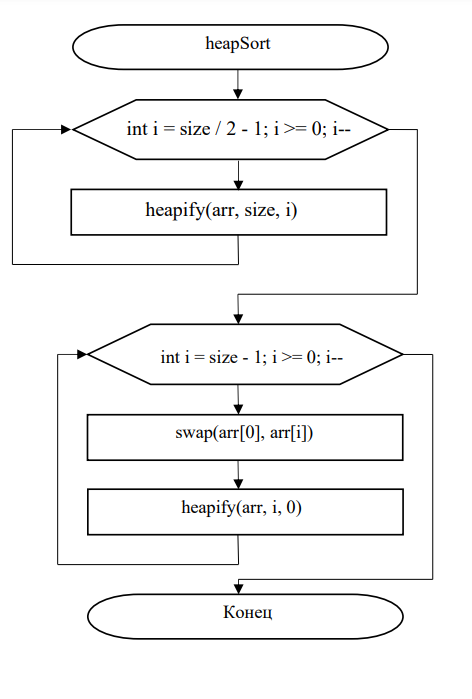 heapSort
int i = size / 2 - 1; i >= 0; i--
heapify(arr, size, i)
int i = size - 1; i >= 0; i--
swap(arr[0], arr[i])
heapify(arr, i, 0)
Конец